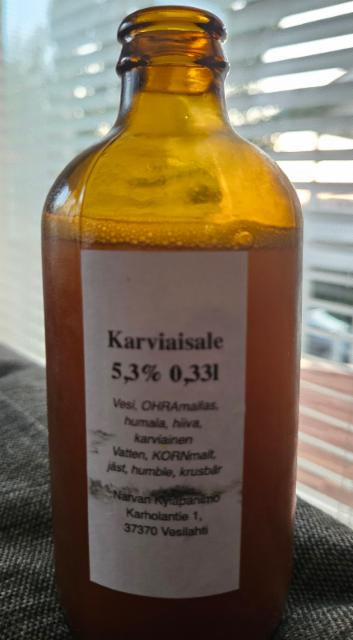 Karviaisale
5,3% 0,33l
Vesi, OHRAmallas,
humala, hiiva,
karviainen
Vatten, KORNmalt,
jäst, humble, krusbär
Narvan Kyläpanimo
Karholantie 1,
37370 Vesilahti